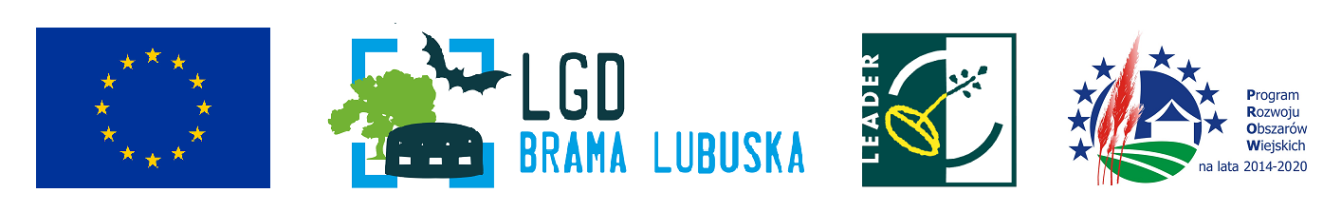 LGD
BRAMA LUBUSKA
LEADER
Program
Rozwoju
Obszarów
Wiejskich
na lata 2014-2020